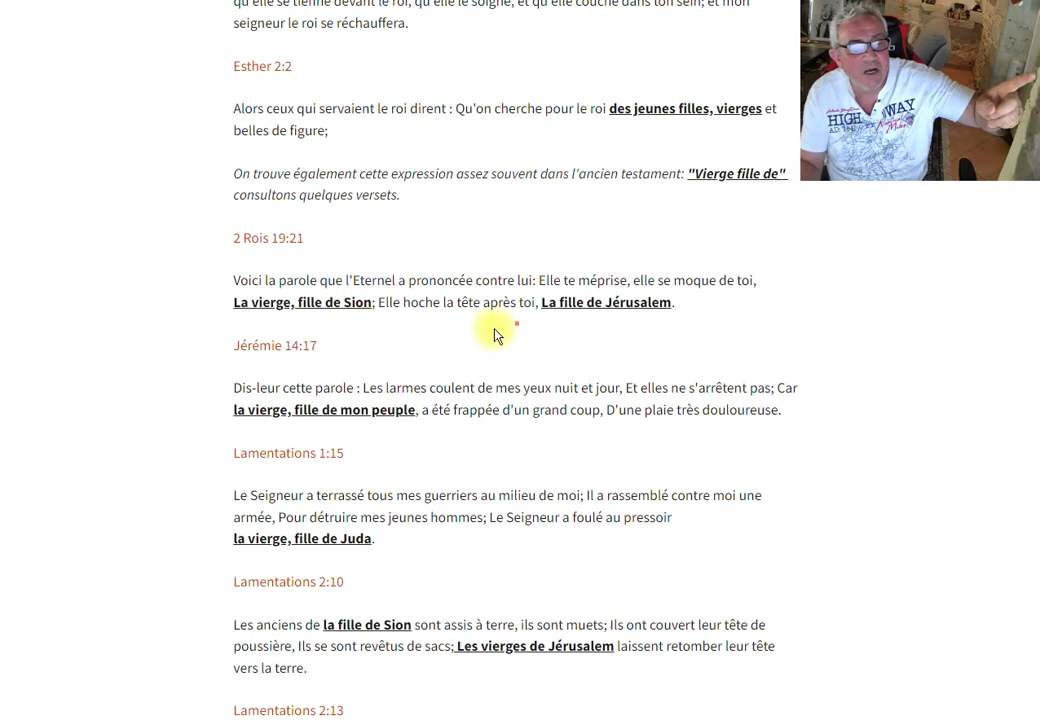 qu'elle se tienne devant le roi, qu'elle le soigne, et qu'elle couche dans ton sein; et mon
seigneur le roi se réchauffera.
Esther 2:2
Alors ceux qui servaient le roi dirent : Qu'on cherche pour le roi des jeunes filles, vierges et
belles de figure;
On trouve également cette expression assez souvent dans l'ancien testament: "Vierge fille de"
consultons quelques versets.
2 Rois 19:21
Voici la parole que l'Eternel a prononcée contre lui: Elle te méprise, elle se moque de toi,
La vierge, fille de Sion; Elle hoche la tête après toi, La fille de Jérusalem.
Jérémie 14:17
Dis-leur cette parole : Les larmes coulent de mes yeux nuit et jour, Et elles ne s'arrêtent pas; Car
la vierge, fille de mon peuple, a été frappée d'un grand coup, D'une plaie très douloureuse.
Lamentations 1:15
Le Seigneur a terrassé tous mes guerriers au milieu de moi; Il a rassemblé contre moi une
armée, Pour détruire mes jeunes hommes; Le Seigneur a foulé au pressoir
la vierge, fille de Juda.
Lamentations 2:10
Les anciens de la fille de Sion sont assis à terre, ils sont muets; Ils ont couvert leur tête de
poussière, Ils se sont revêtus de sacs; Les vierges de Jérusalem laissent retomber leur tête
vers la terre.
Lamentations 2:13
HIGH WAY